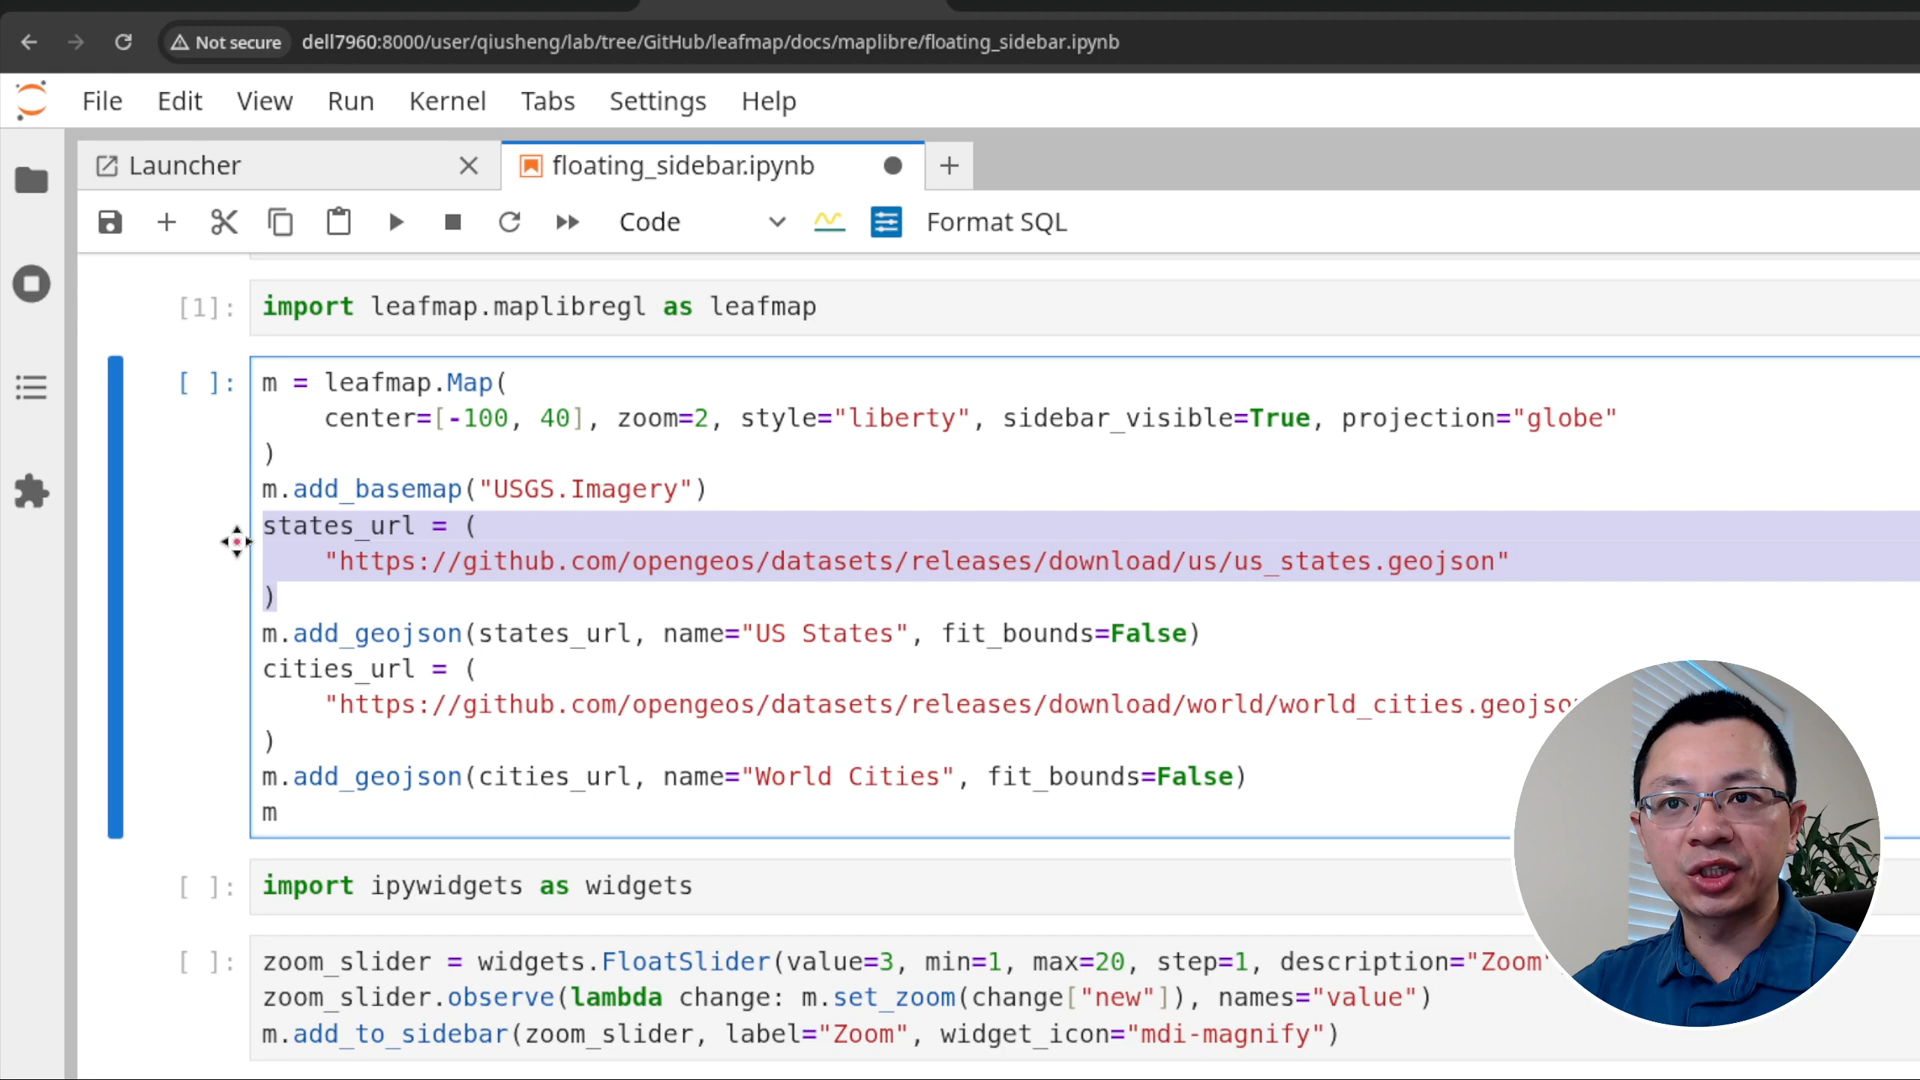 Not secure dell7960:8000/user/qiusheng/lab/tree/GitHub/leafmap/docs/maplibre/floating_sidebar.ipynb
File Edit View Run Kernel Tabs Settings Help
Launcher floating_sidebar.ipynb
Code Format SQL
[1]: import leafmap.maplibregl as leafmap
[ ]: m = leafmap.Map(
center=[-100, 40], zoom=2, style="liberty", sidebar_visible=True, projection="globe"
)
m.add_basemap("USGS.Imagery")
states_url = (
"https://github.com/opengeos/datasets/releases/download/us/us_states.geojson"
)
m.add_geojson(states_url, name="US States", fit_bounds=False)
cities_url = (
"https://github.com/opengeos/datasets/releases/download/world/world_cities.geojso
)
m.add_geojson(cities_url, name="World Cities", fit_bounds=False)
m
[ ]: import ipywidgets as widgets
[ ]: zoom_slider = widgets.FloatSlider(value=3, min=1, max=20, step=1, description="Zoom"
zoom_slider.observe(lambda change: m.set_zoom(change["new"]), names="value")
m.add_to_sidebar(zoom_slider, label="Zoom", widget_icon="mdi-magnify")